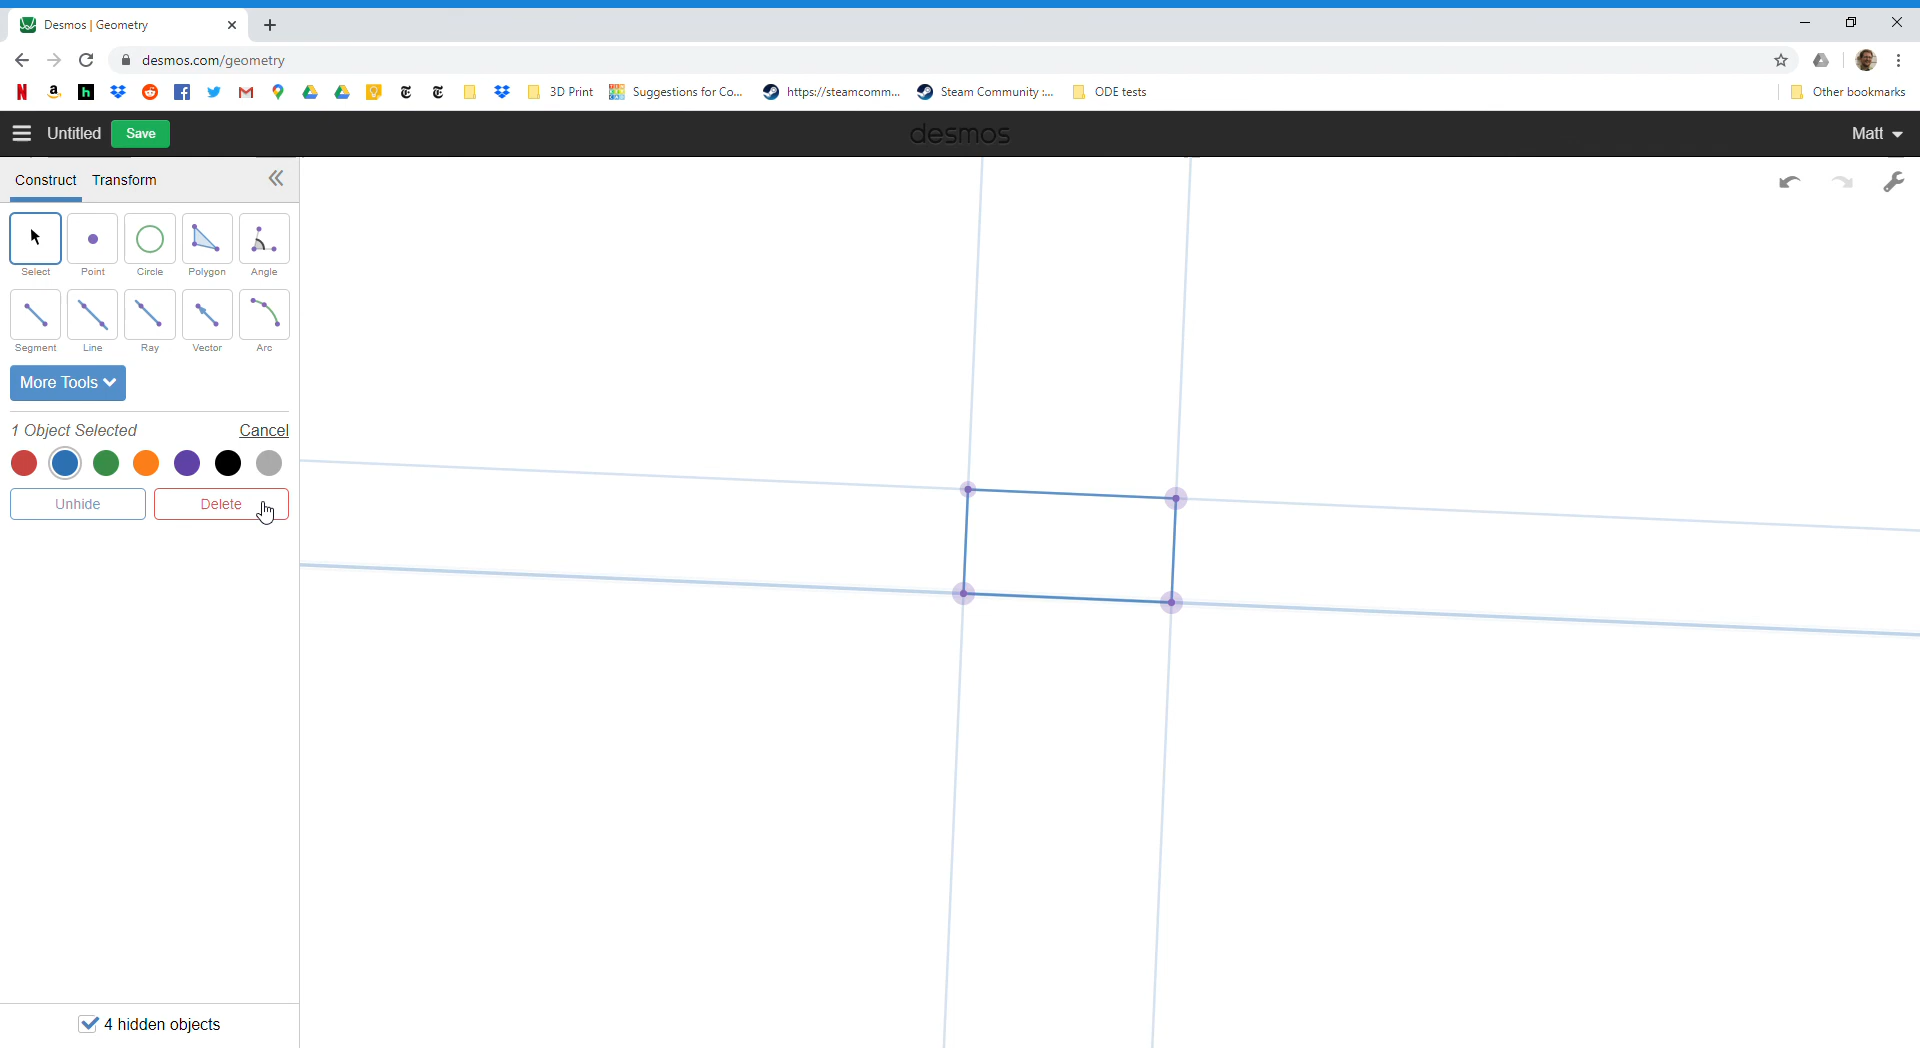 Desmos | Geometry
desmos.com/geometry
3D Print
Suggestions for Co...
https://steamcomm...
Steam Community :...
ODE tests
Other bookmarks
Untitled
Save
desmos
Matt
Construct
Transform
Select
Point
Circle
Polygon
Angle
Segment
Line
Ray
Vector
Arc
More Tools
1 Object Selected
Cancel
Unhide
Delete
4 hidden objects